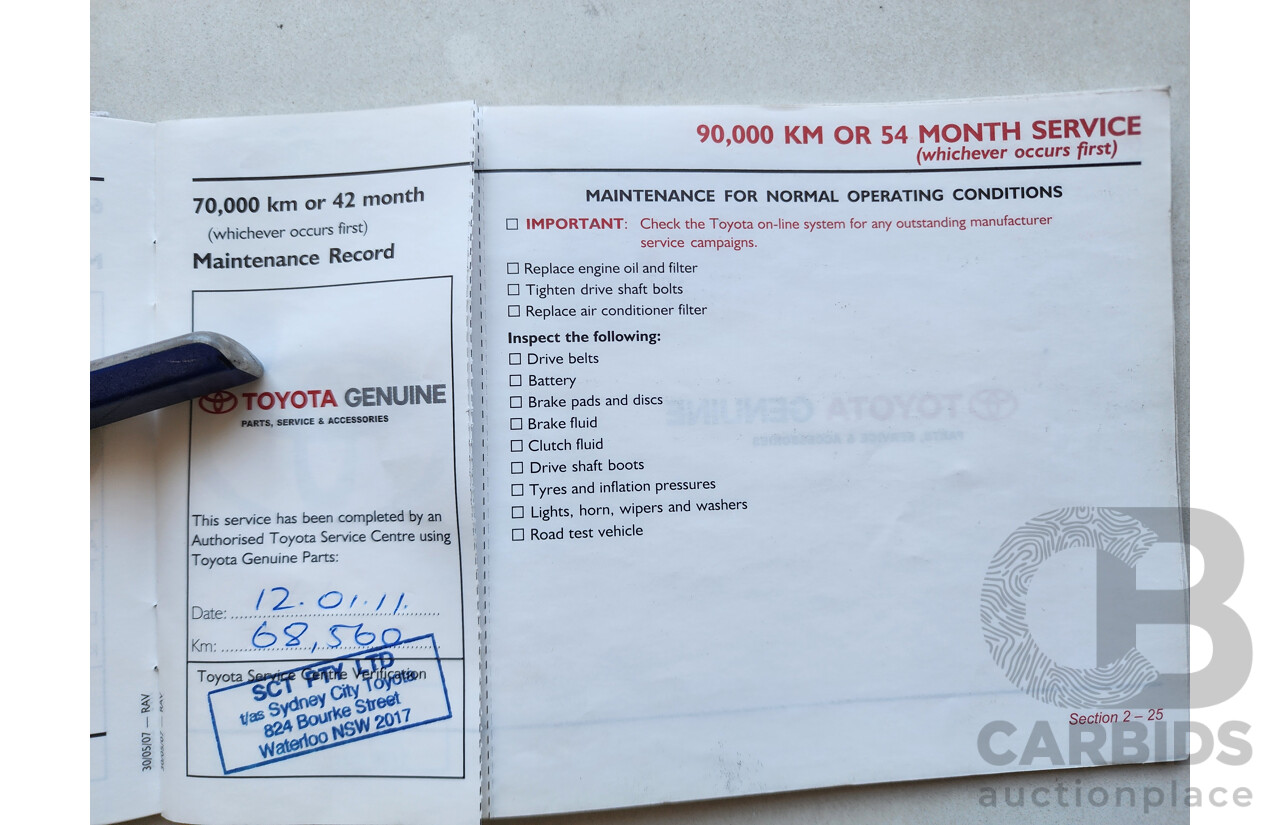 70,000 km or 42 month
(whichever occurs first)
Maintenance Record
TOYOTA GENUINE
PARTS, SERVICE & ACCESSORIES
This service has been completed by an
Authorised Toyota Service Centre using
Toyota Genuine Parts:
Date: 12.01.11.
Km: 68,560
Toyota Service Centre Verification
SCT PTY LTD
t/as Sydney City Toyota
824 Bourke Street
Waterloo NSW 2017
30/05/07 — RAV
90,000 KM OR 54 MONTH SERVICE
(whichever occurs first)
MAINTENANCE FOR NORMAL OPERATING CONDITIONS
IMPORTANT: Check the Toyota on-line system for any outstanding manufacturer
service campaigns.
Replace engine oil and filter
Tighten drive shaft bolts
Replace air conditioner filter
Inspect the following:
Drive belts
Battery
Brake pads and discs
Brake fluid
Clutch fluid
Drive shaft boots
Tyres and inflation pressures
Lights, horn, wipers and washers
Road test vehicle
Section 2 – 25
CB
CARBIDS
auctionplace